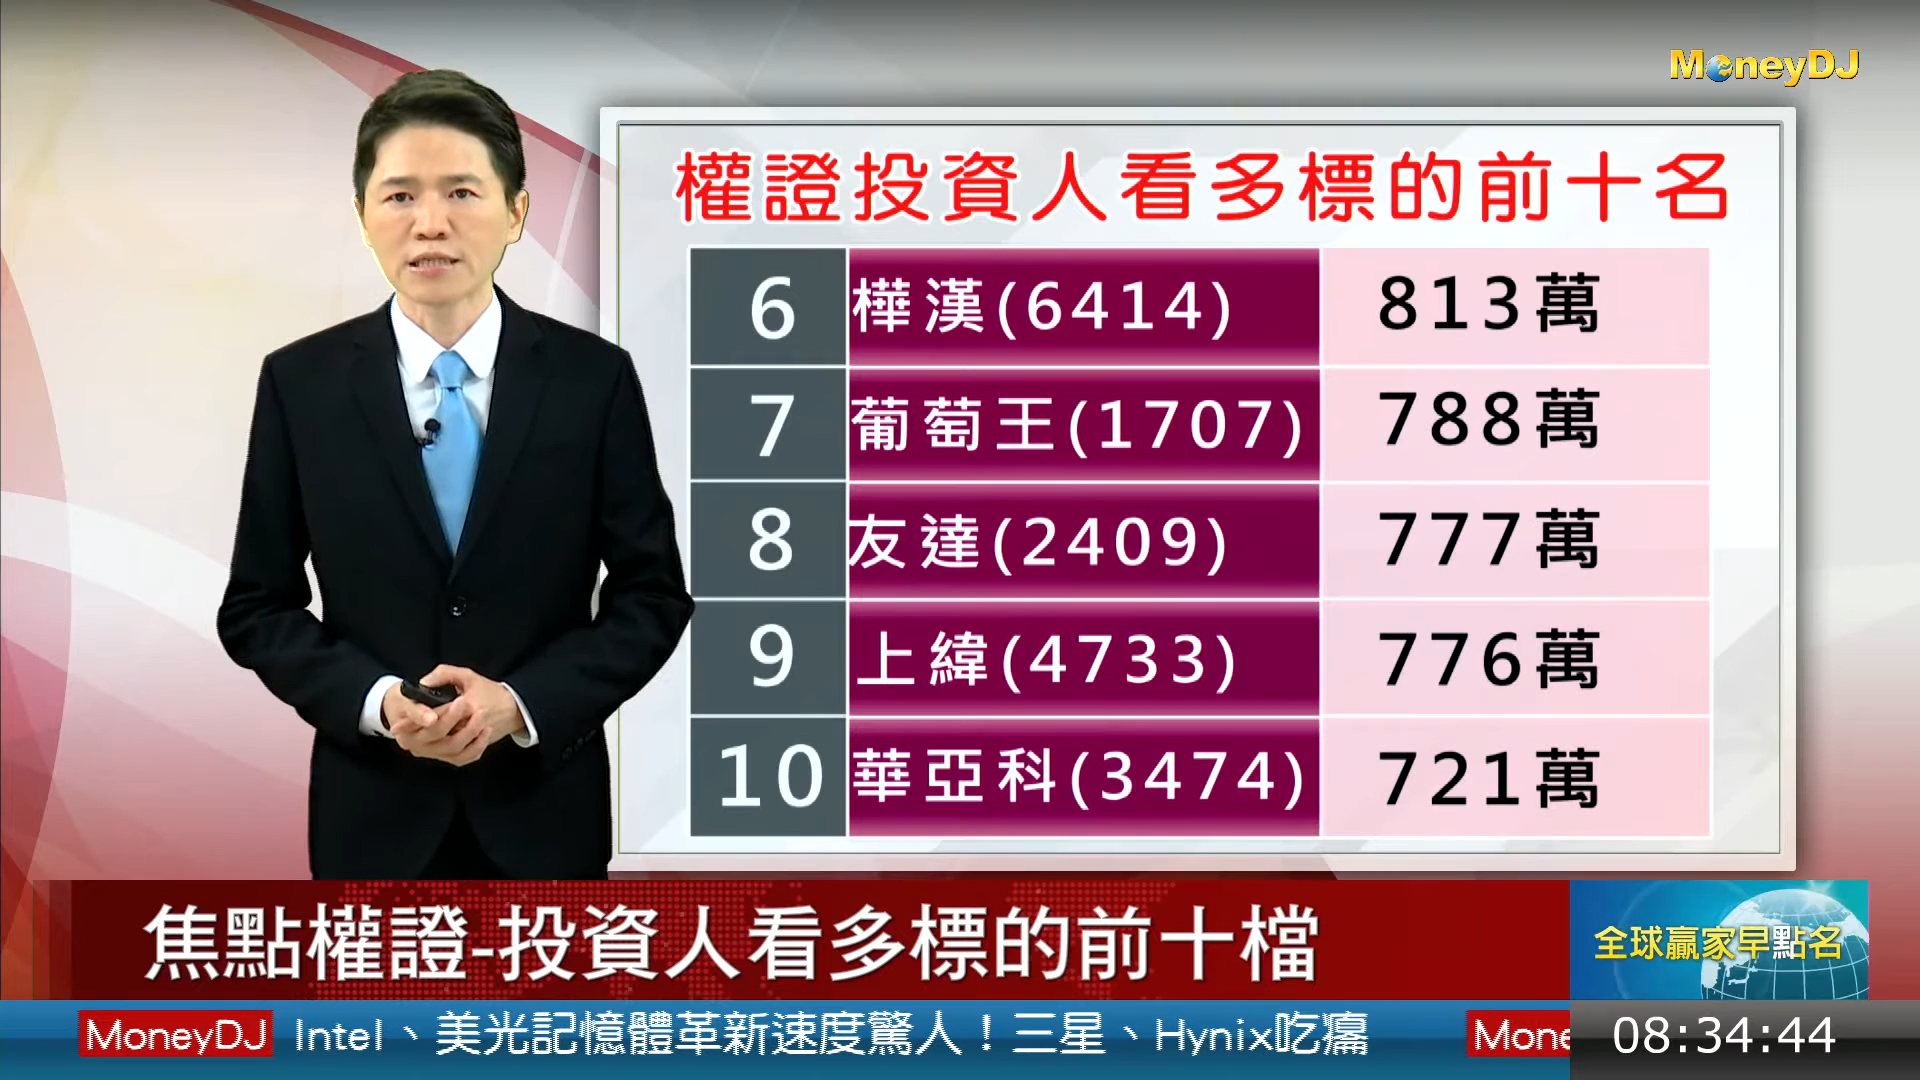 MoneyDJ
權證投資人看多標的前十名
6 樺漢(6414) 813萬
7 葡萄王(1707) 788萬
8 友達(2409) 777萬
9 上緯(4733) 776萬
10 華亞科(3474) 721萬
焦點權證-投資人看多標的前十檔
全球贏家早點名
MoneyDJ Intel、美光記憶體革新速度驚人！三星、Hynix吃癟 Mone
08:34:44